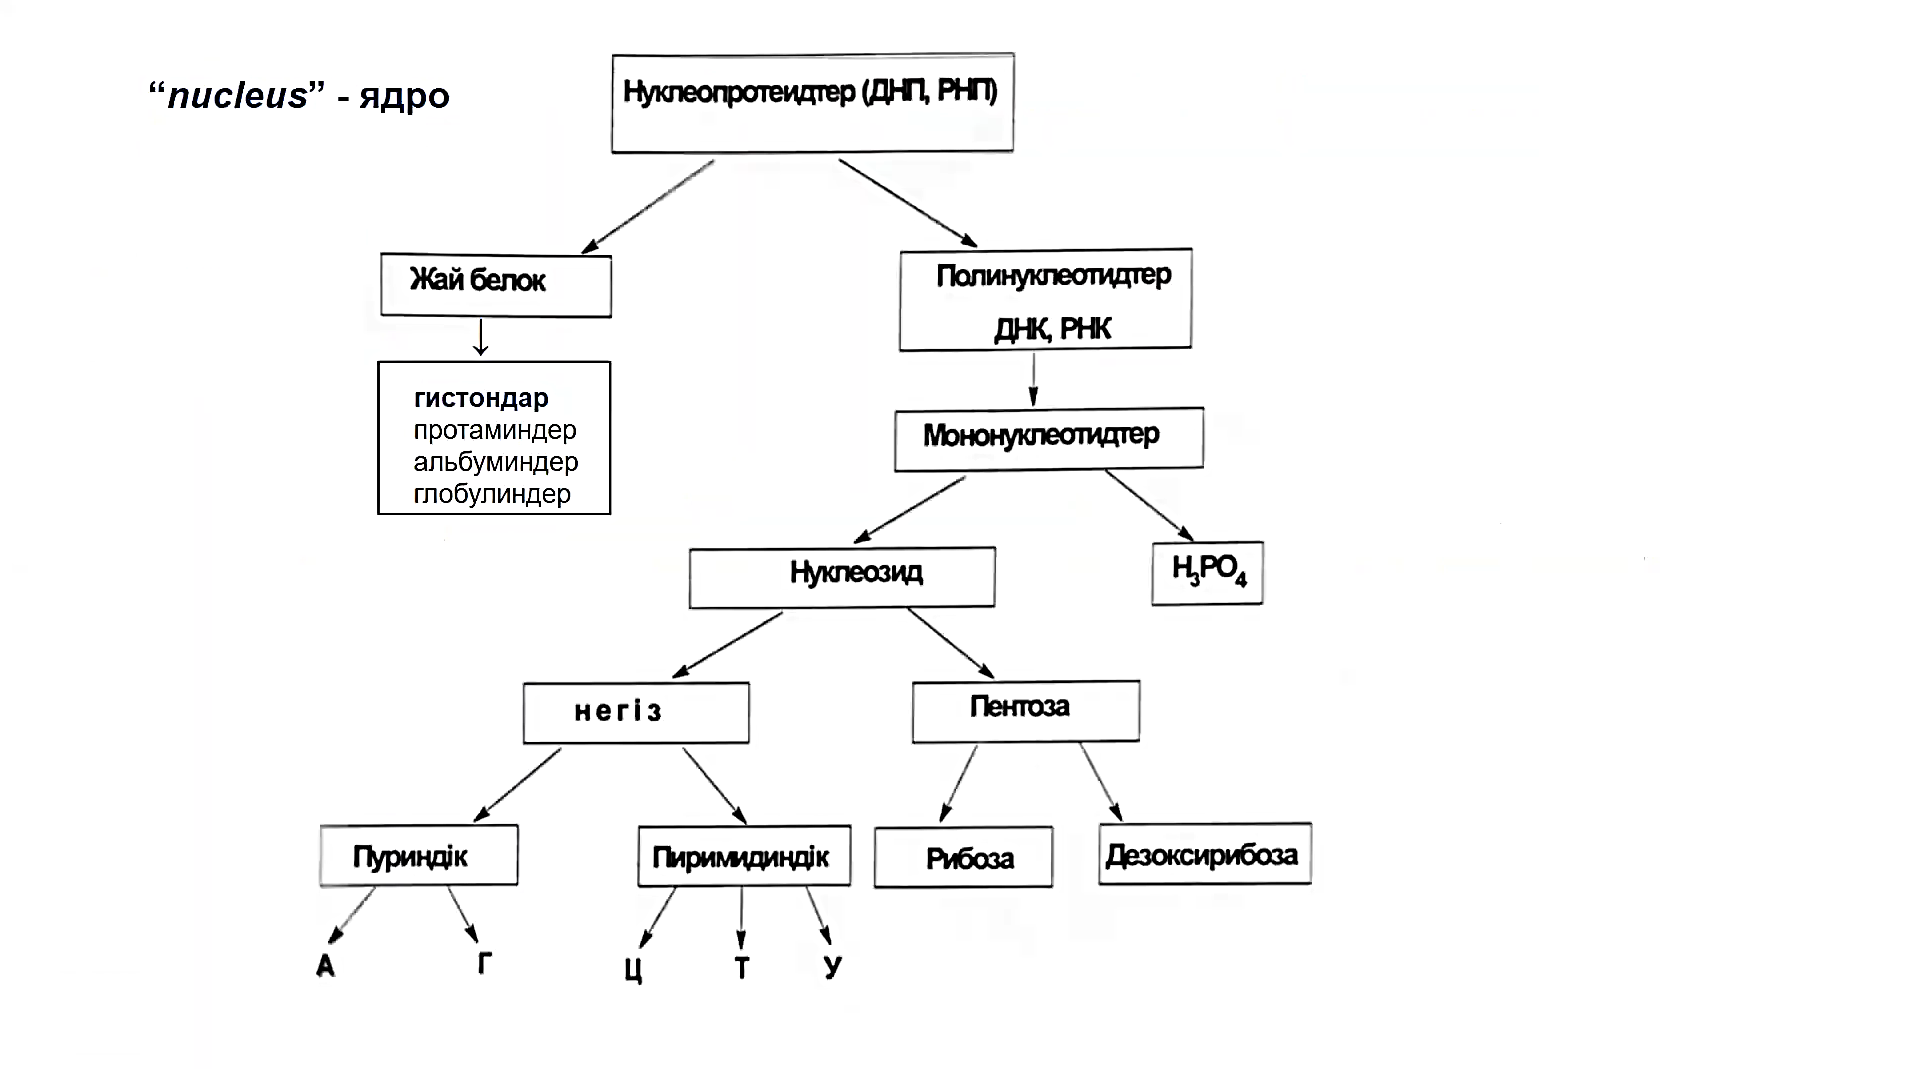 “nucleus” - ядро
Нуклеопротеидтер (ДНП, РНП)
Жай белок
Полинуклеотидтер
ДНК, РНК
гистондар
протаминдер
альбуминдер
глобулиндер
Мононуклеотидтер
Нуклеозид
H₃PO₄
негіз
Пентоза
Пуриндік
Пиримидиндік
Рибоза
Дезоксирибоза
А
Г
Ц
Т
У